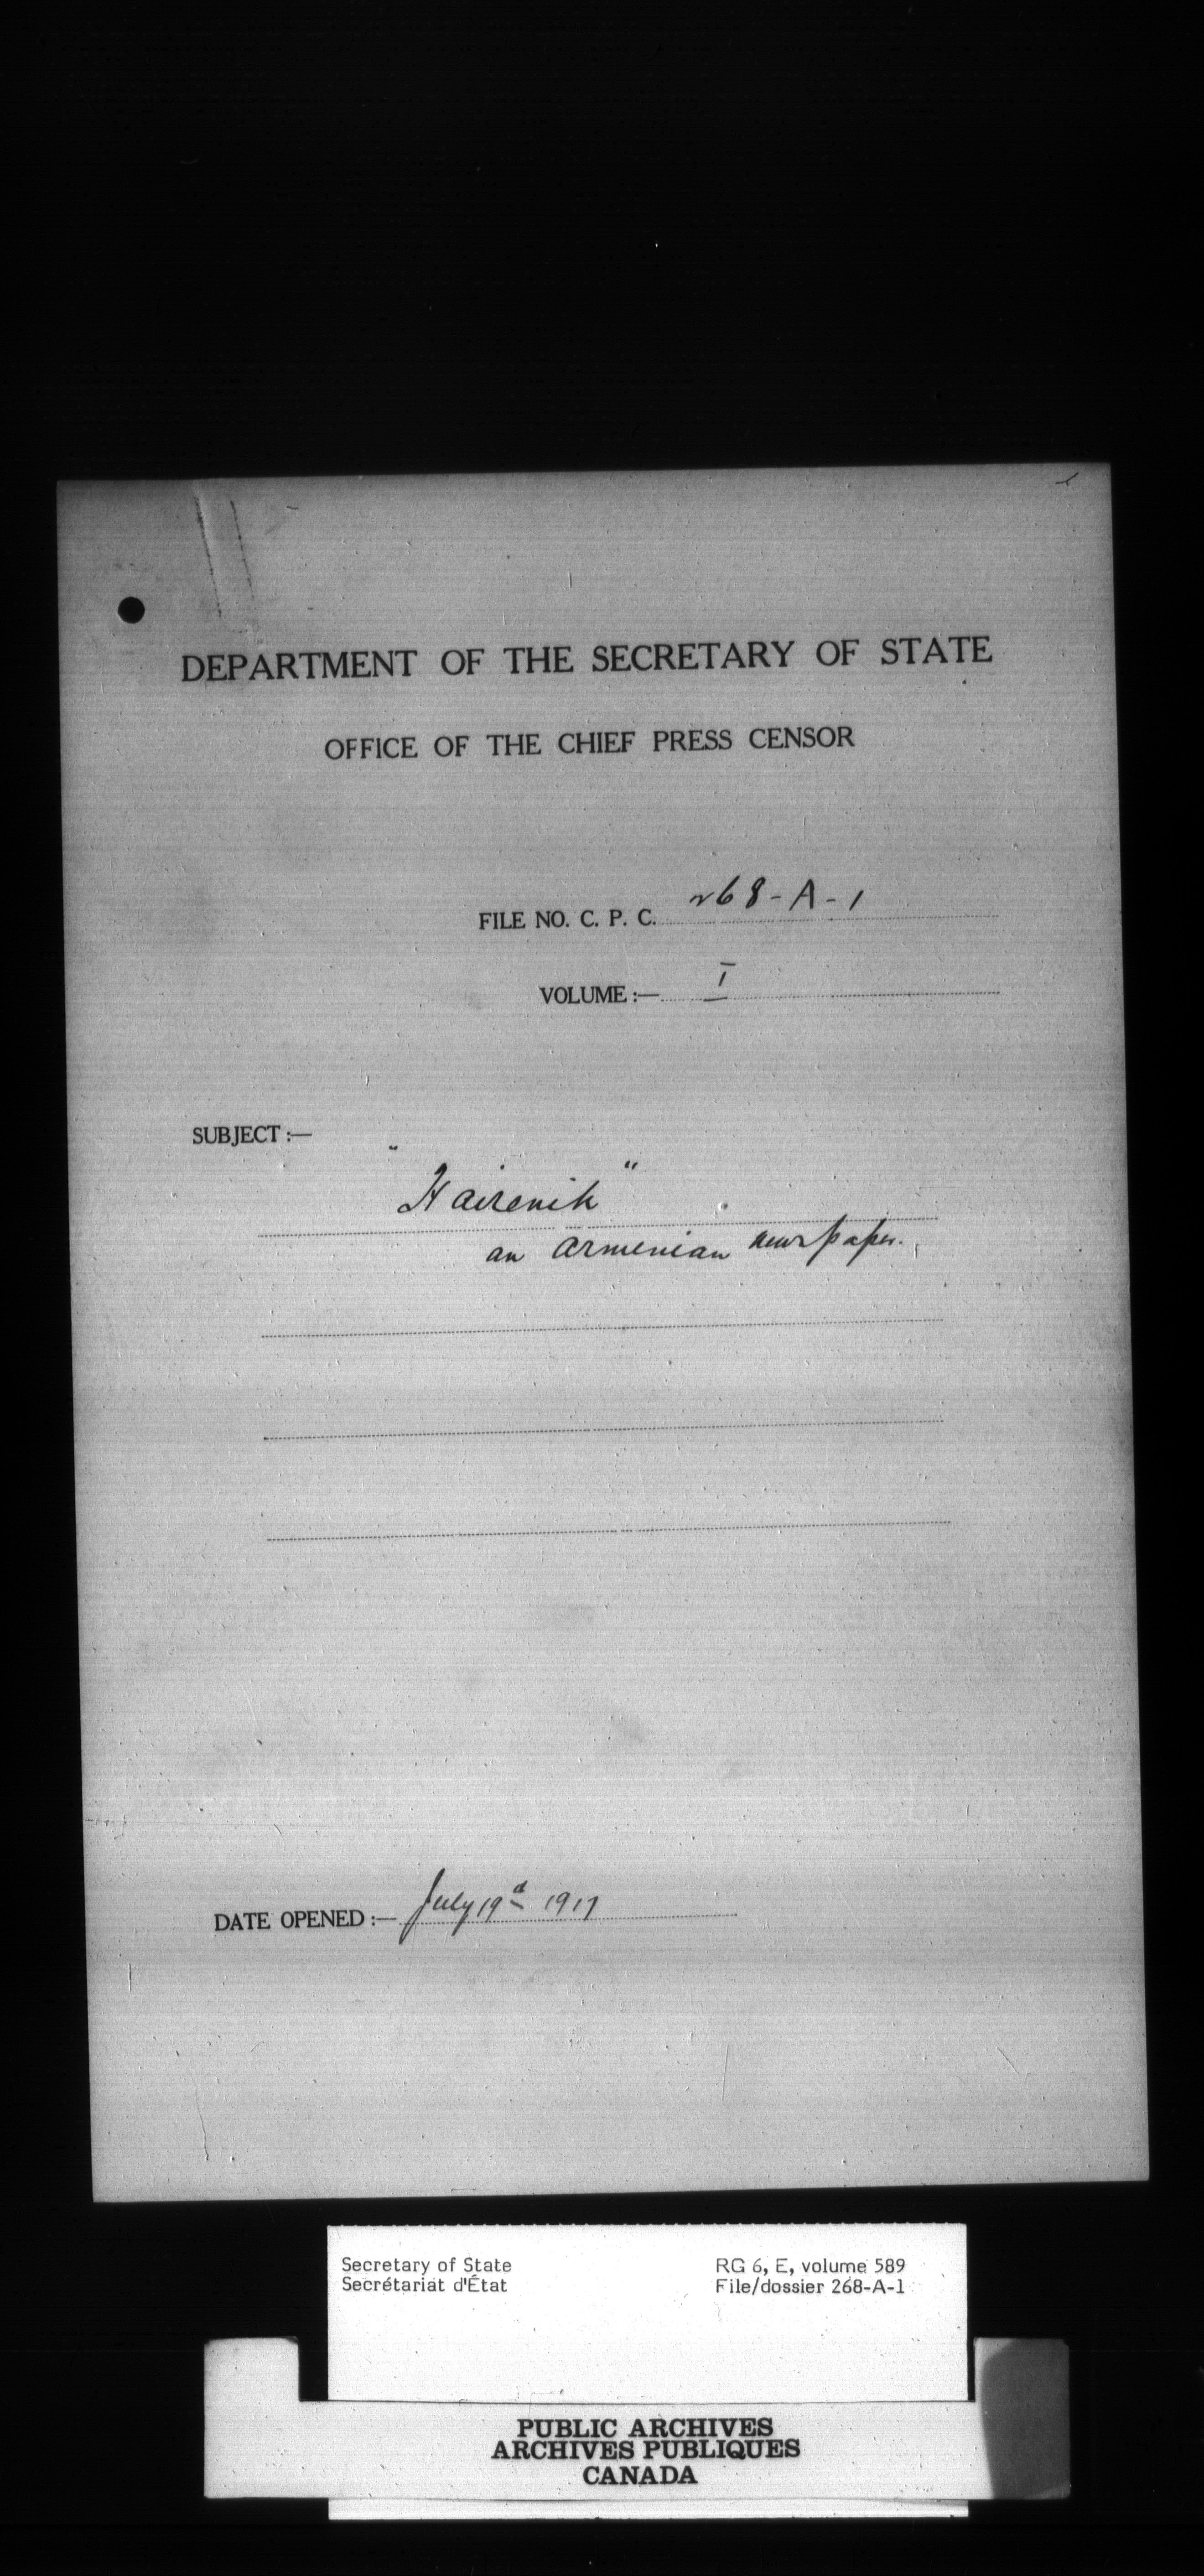 DEPARTMENT OF THE SECRETARY OF STATE
OFFICE OF THE CHIEF PRESS CENSOR
FILE NO. C. P. C. 268-A-1
VOLUME :— I
SUBJECT :—
"Hairenik"
an Armenian newspaper.
DATE OPENED :— July 19th 1917
Secretary of State
Secrétariat d'État
RG 6, E, volume 589
File/dossier 268-A-1
PUBLIC ARCHIVES
ARCHIVES PUBLIQUES
CANADA